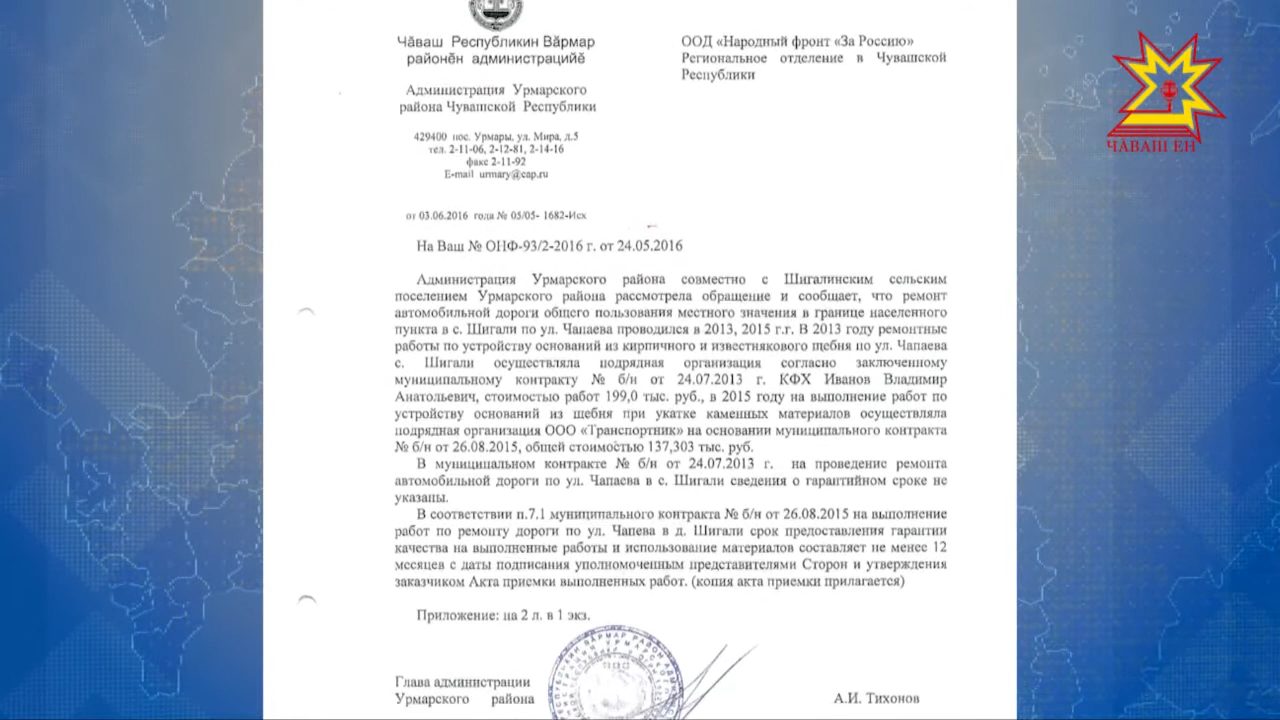 Чӑваш Республикин Вӑрмар
районӗн администрацийӗ
Администрация Урмарского
района Чувашской Республики
429400 пос. Урмары, ул. Мира, д.5
тел. 2-11-06, 2-12-81, 2-14-16
факс 2-11-92
E-mail urmary@cap.ru
от 03.06.2016 года № 05/05- 1682-Исх
ООД «Народный фронт «За Россию»
Региональное отделение в Чувашской
Республики
ЧӐВАШ ЕН
На Ваш № ОНФ-93/2-2016 г. от 24.05.2016
Администрация Урмарского района совместно с Шигалинским сельским
поселением Урмарского района рассмотрела обращение и сообщает, что ремонт
автомобильной дороги общего пользования местного значения в границе населенного
пункта в с. Шигали по ул. Чапаева проводился в 2013, 2015 г.г. В 2013 году ремонтные
работы по устройству оснований из кирпичного и известнякового щебня по ул. Чапаева
с. Шигали осуществляла подрядная организация согласно заключенному
муниципальному контракту № б/н от 24.07.2013 г. КФХ Иванов Владимир
Анатольевич, стоимостью работ 199,0 тыс. руб., в 2015 году на выполнение работ по
устройству оснований из щебня при укатке каменных материалов осуществляла
подрядная организация ООО «Транспортник» на основании муниципального контракта
№ б/н от 26.08.2015, общей стоимостью 137,303 тыс. руб.
В муниципальном контракте № б/н от 24.07.2013 г. на проведение ремонта
автомобильной дороги по ул. Чапаева в с. Шигали сведения о гарантийном сроке не
указаны.
В соответствии п.7.1 муниципального контракта № б/н от 26.08.2015 на выполнение
работ по ремонту дороги по ул. Чапева в д. Шигали срок предоставления гарантии
качества на выполненные работы и использование материалов составляет не менее 12
месяцев с даты подписания уполномоченным представителями Сторон и утверждения
заказчиком Акта приемки выполненных работ. (копия акта приемки прилагается)
Приложение: на 2 л. в 1 экз.
Глава администрации
Урмарского района
А.И. Тихонов